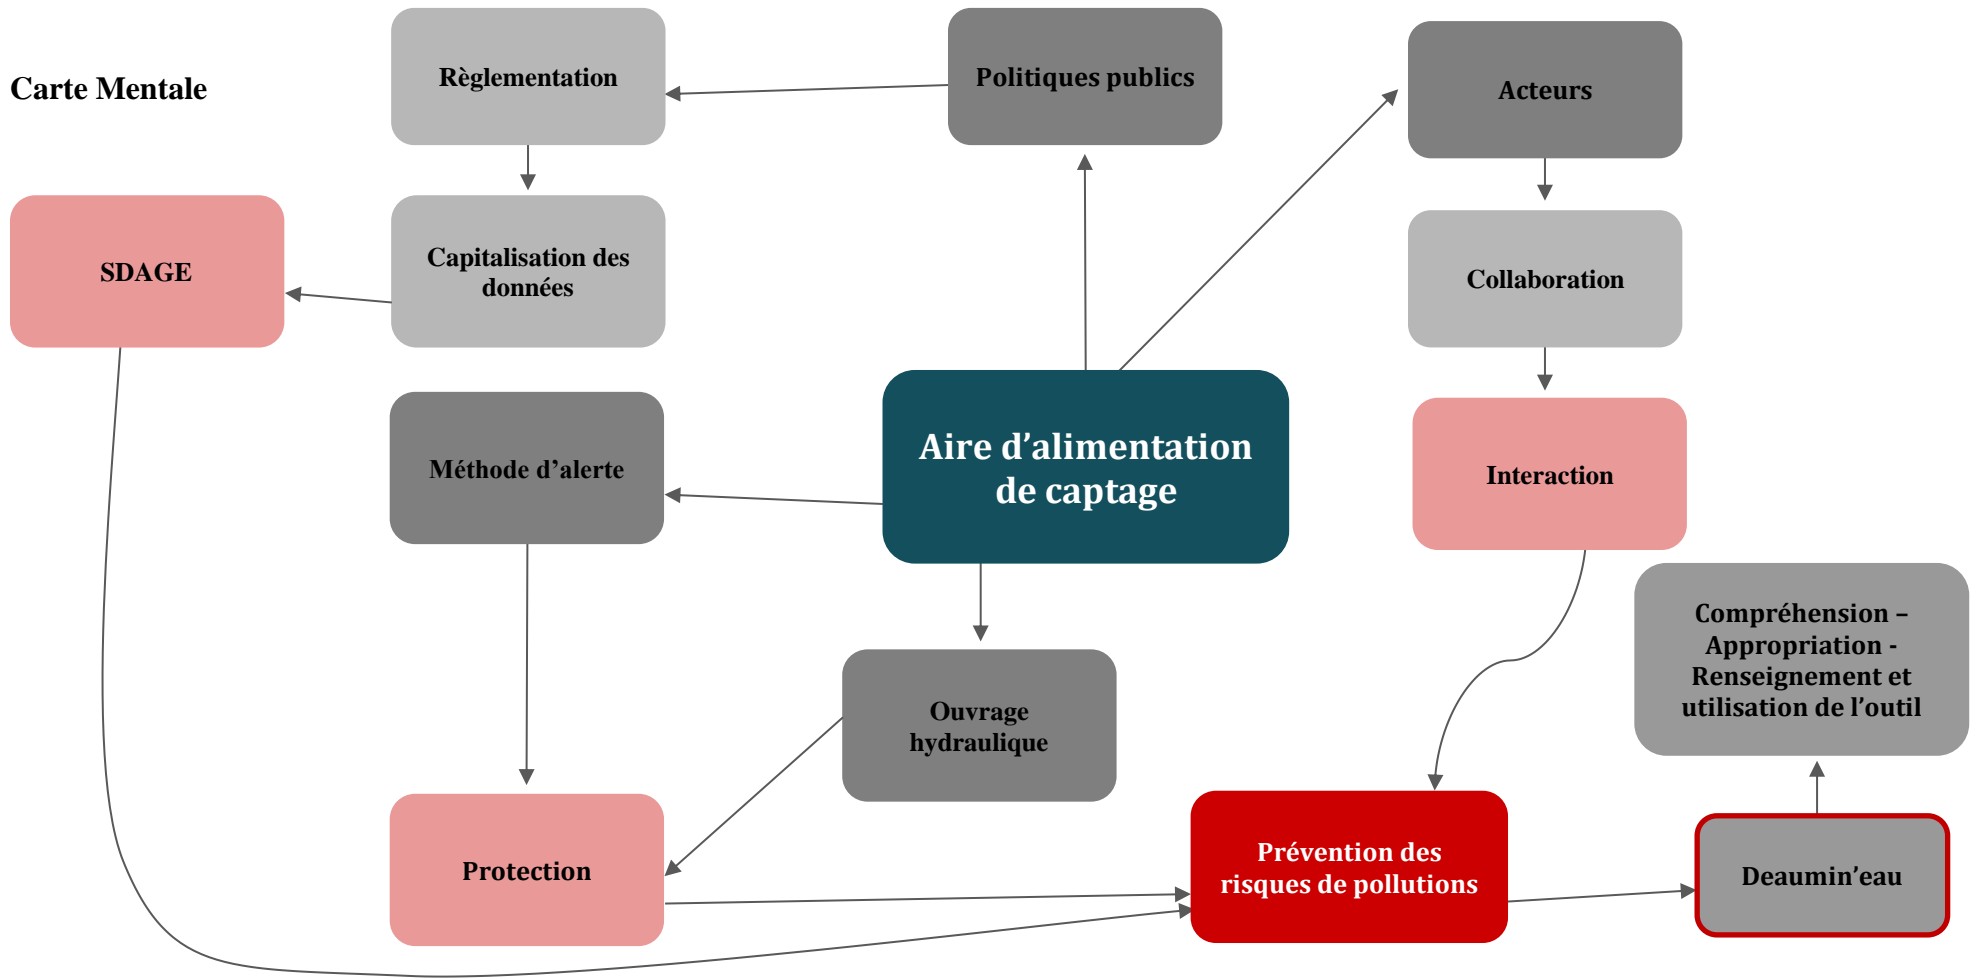 Carte Mentale
Règlementation
Politiques publics
Acteurs
SDAGE
Capitalisation des
données
Collaboration
Méthode d’alerte
Aire d’alimentation
de captage
Interaction
Compréhension –
Appropriation -
Renseignement et
utilisation de l’outil
Ouvrage
hydraulique
Protection
Prévention des
risques de pollutions
Deaumin’eau